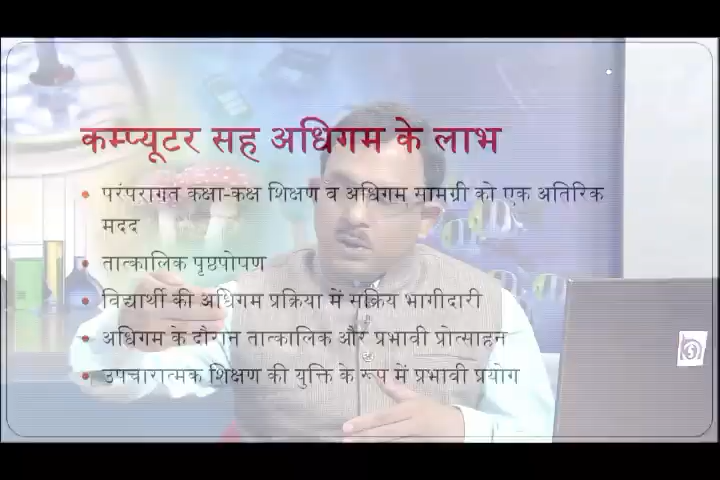 कम्प्यूटर सह अधिगम के लाभ
• परंपरागत कक्षा-कक्ष शिक्षण व अधिगम सामग्री को एक अतिरिक
मदद
• तात्कालिक पृष्ठपोषण
• विद्यार्थी की अधिगम प्रक्रिया में सक्रिय भागीदारी
• अधिगम के दौरान तात्कालिक और प्रभावी प्रोत्साहन
• उपचारात्मक शिक्षण की युक्ति के रूप में प्रभावी प्रयोग